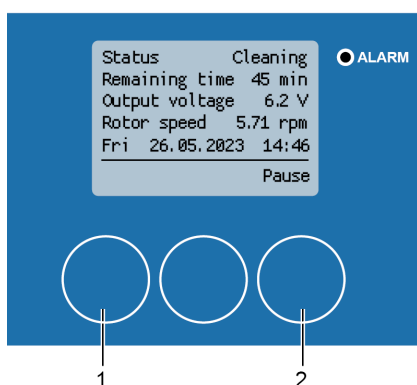 Status Cleaning
ALARM
Remaining time 45 min
Output voltage 6.2 V
Rotor speed 5.71 rpm
Fri 26.05.2023 14:46
Pause
1 2